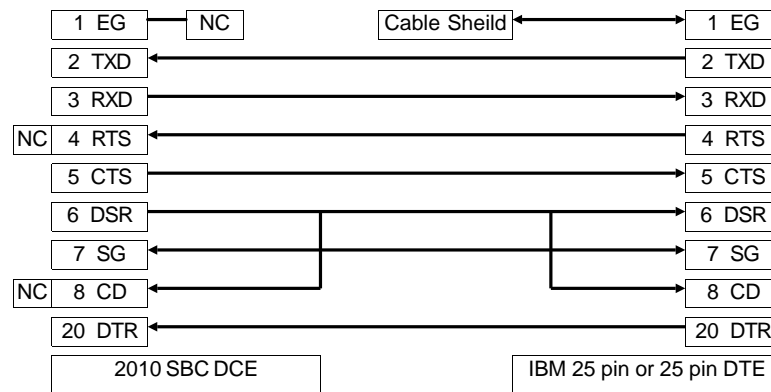 1 EG NC Cable Sheild 1 EG
2 TXD 2 TXD
3 RXD 3 RXD
NC 4 RTS 4 RTS
5 CTS 5 CTS
6 DSR 6 DSR
7 SG 7 SG
NC 8 CD 8 CD
20 DTR 20 DTR
2010 SBC DCE IBM 25 pin or 25 pin DTE